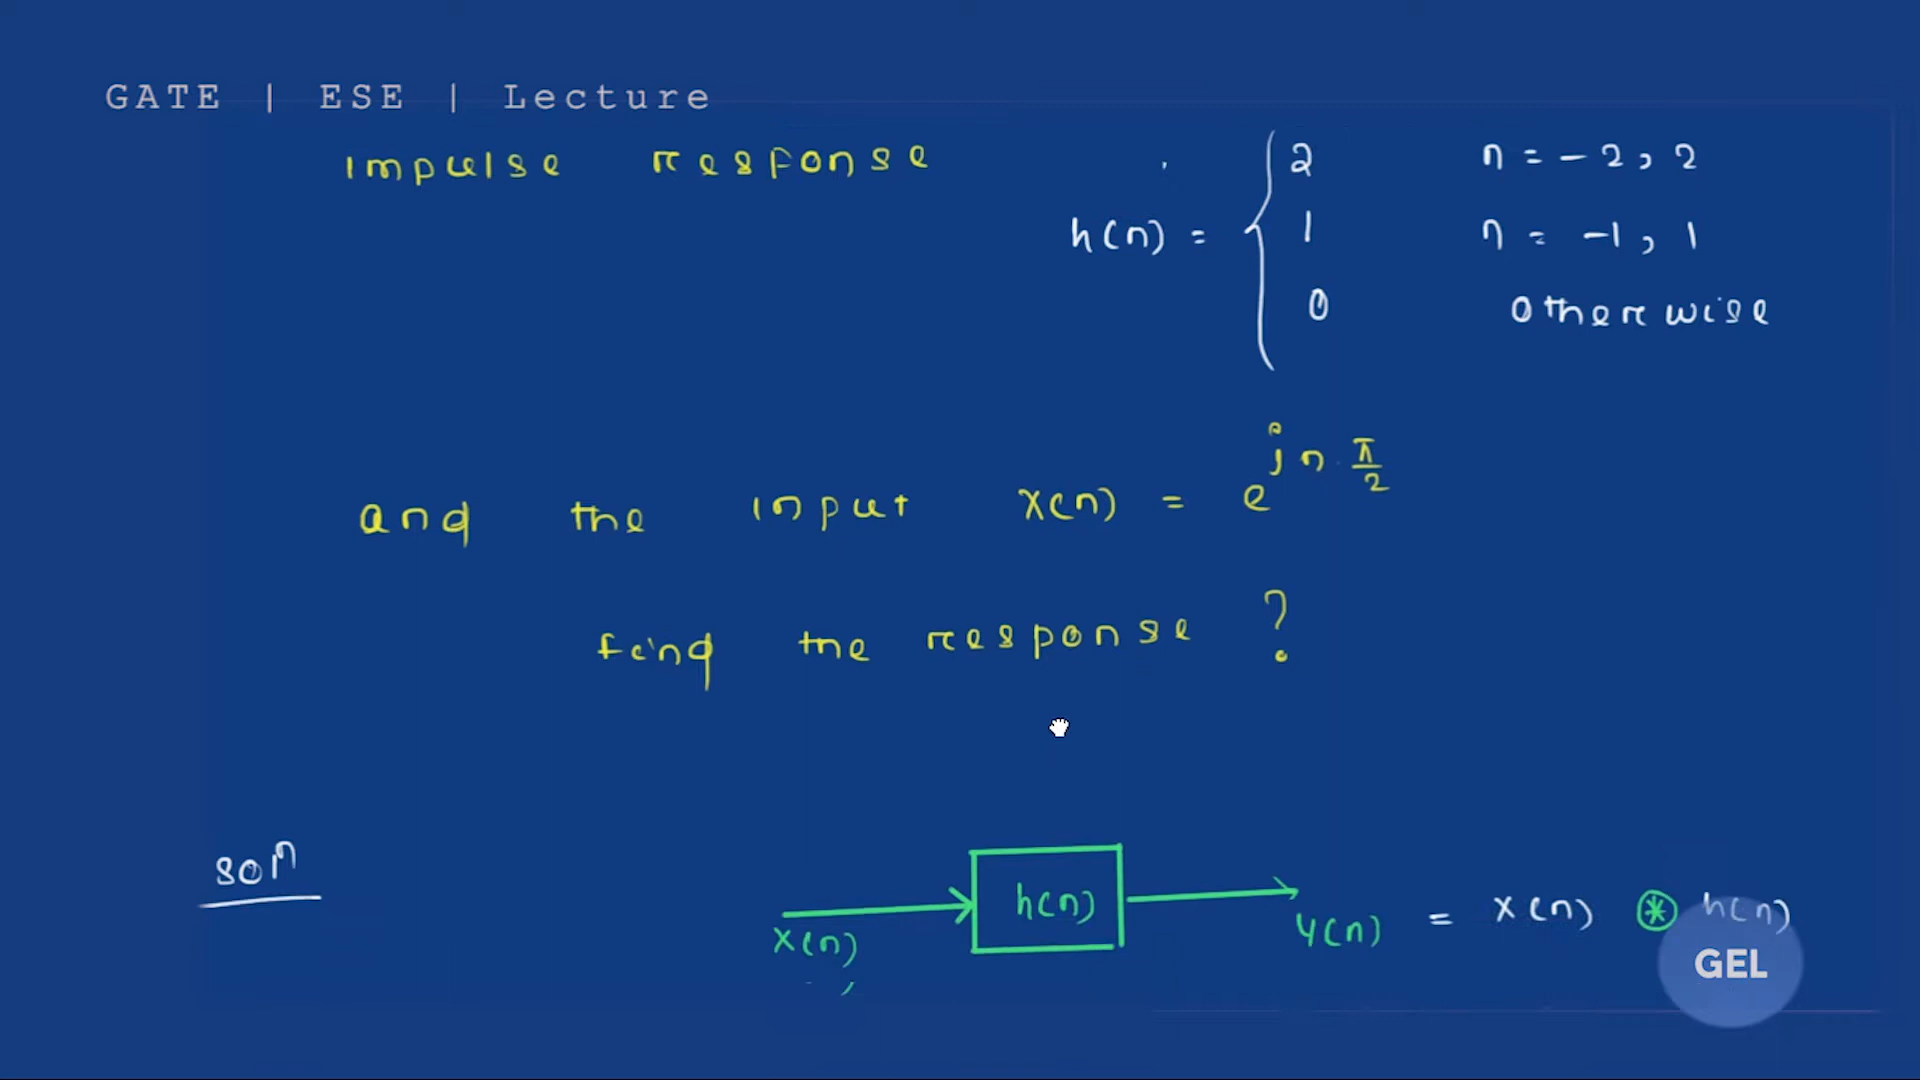 GATE | ESE | Lecture
impulse response
h(n) = { 2 n = -2, 2
1 n = -1, 1
0 otherwise
and the input x(n) = e^{j n π/2}
find the response ?
Soln
x(n) h(n) y(n) = x(n) ⊛ h(n)
GEL